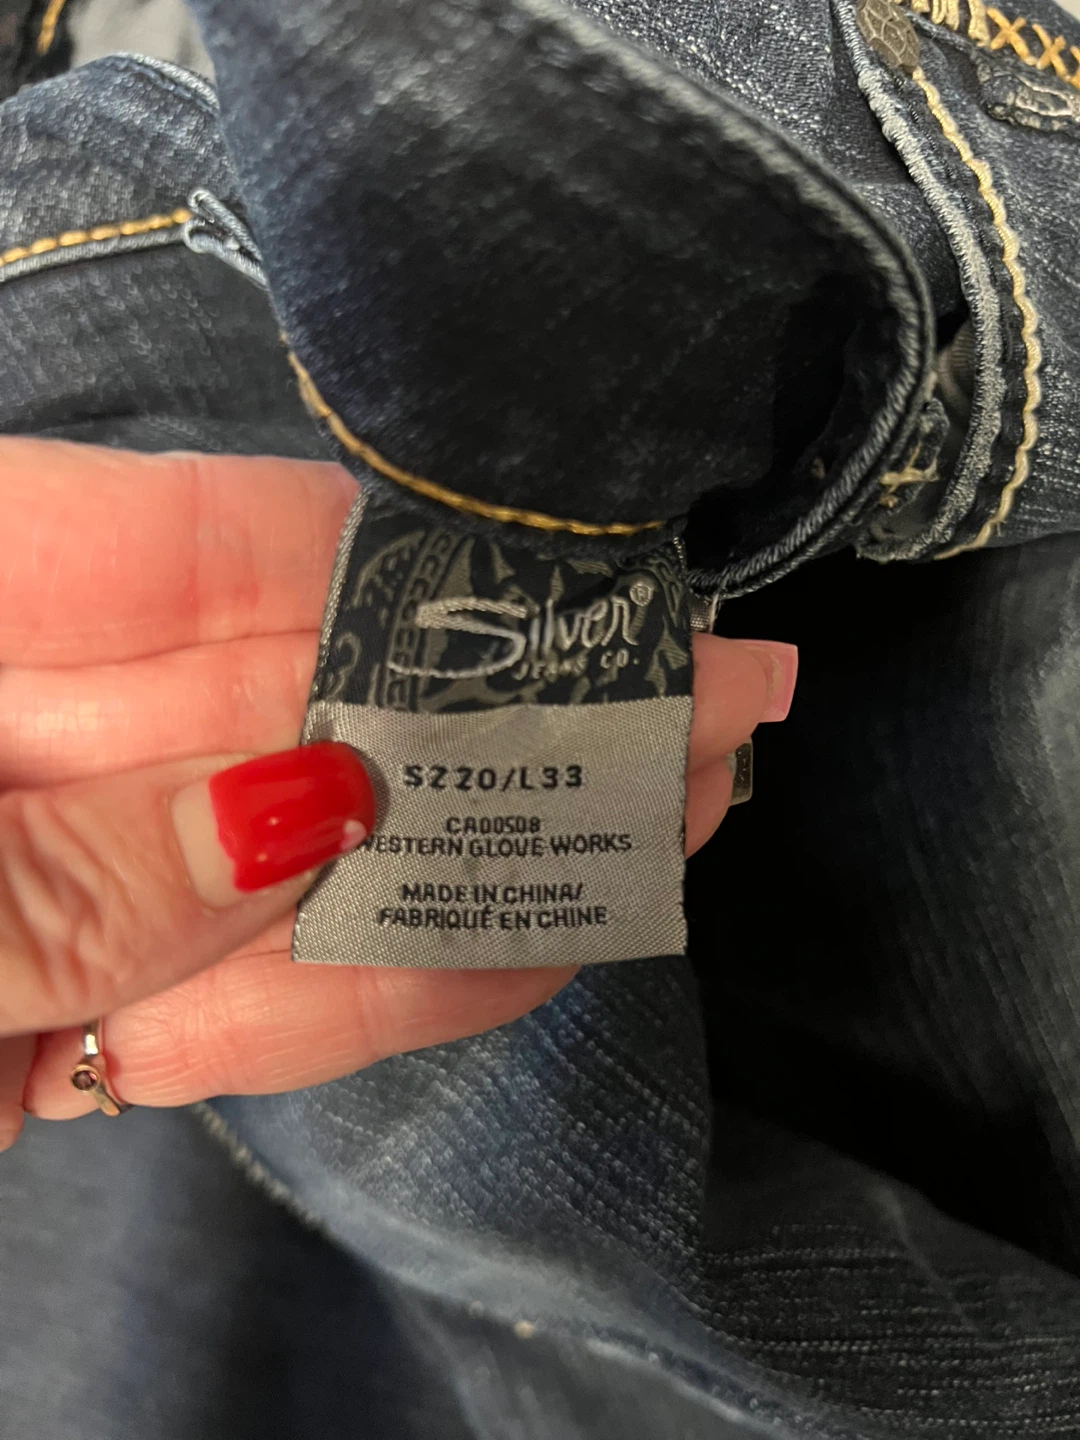 Silver®
JEANS CO.
SZ20/L33
CA00508
WESTERN GLOVE WORKS
MADE IN CHINA/
FABRIQUÉ EN CHINE